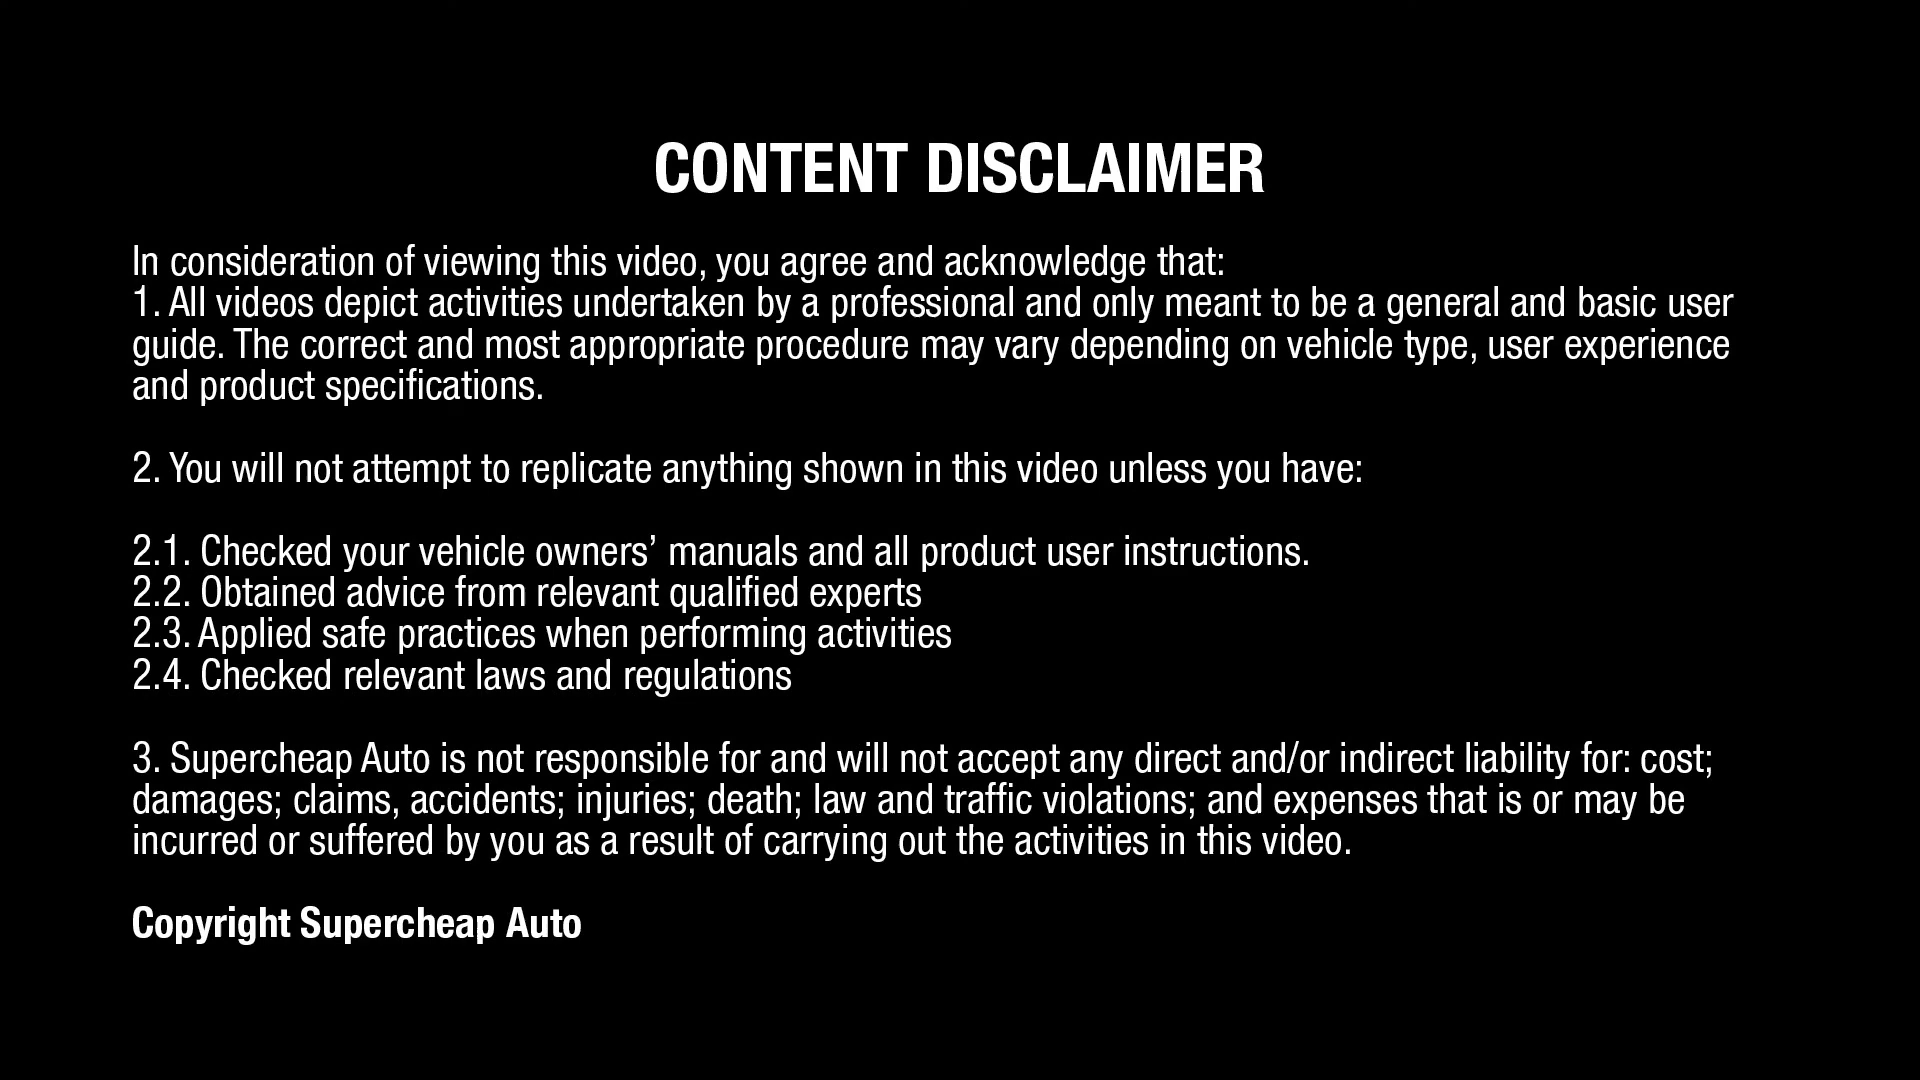 CONTENT DISCLAIMER
In consideration of viewing this video, you agree and acknowledge that:
1. All videos depict activities undertaken by a professional and only meant to be a general and basic user
guide. The correct and most appropriate procedure may vary depending on vehicle type, user experience
and product specifications.
2. You will not attempt to replicate anything shown in this video unless you have:
2.1. Checked your vehicle owners’ manuals and all product user instructions.
2.2. Obtained advice from relevant qualified experts
2.3. Applied safe practices when performing activities
2.4. Checked relevant laws and regulations
3. Supercheap Auto is not responsible for and will not accept any direct and/or indirect liability for: cost;
damages; claims, accidents; injuries; death; law and traffic violations; and expenses that is or may be
incurred or suffered by you as a result of carrying out the activities in this video.
Copyright Supercheap Auto